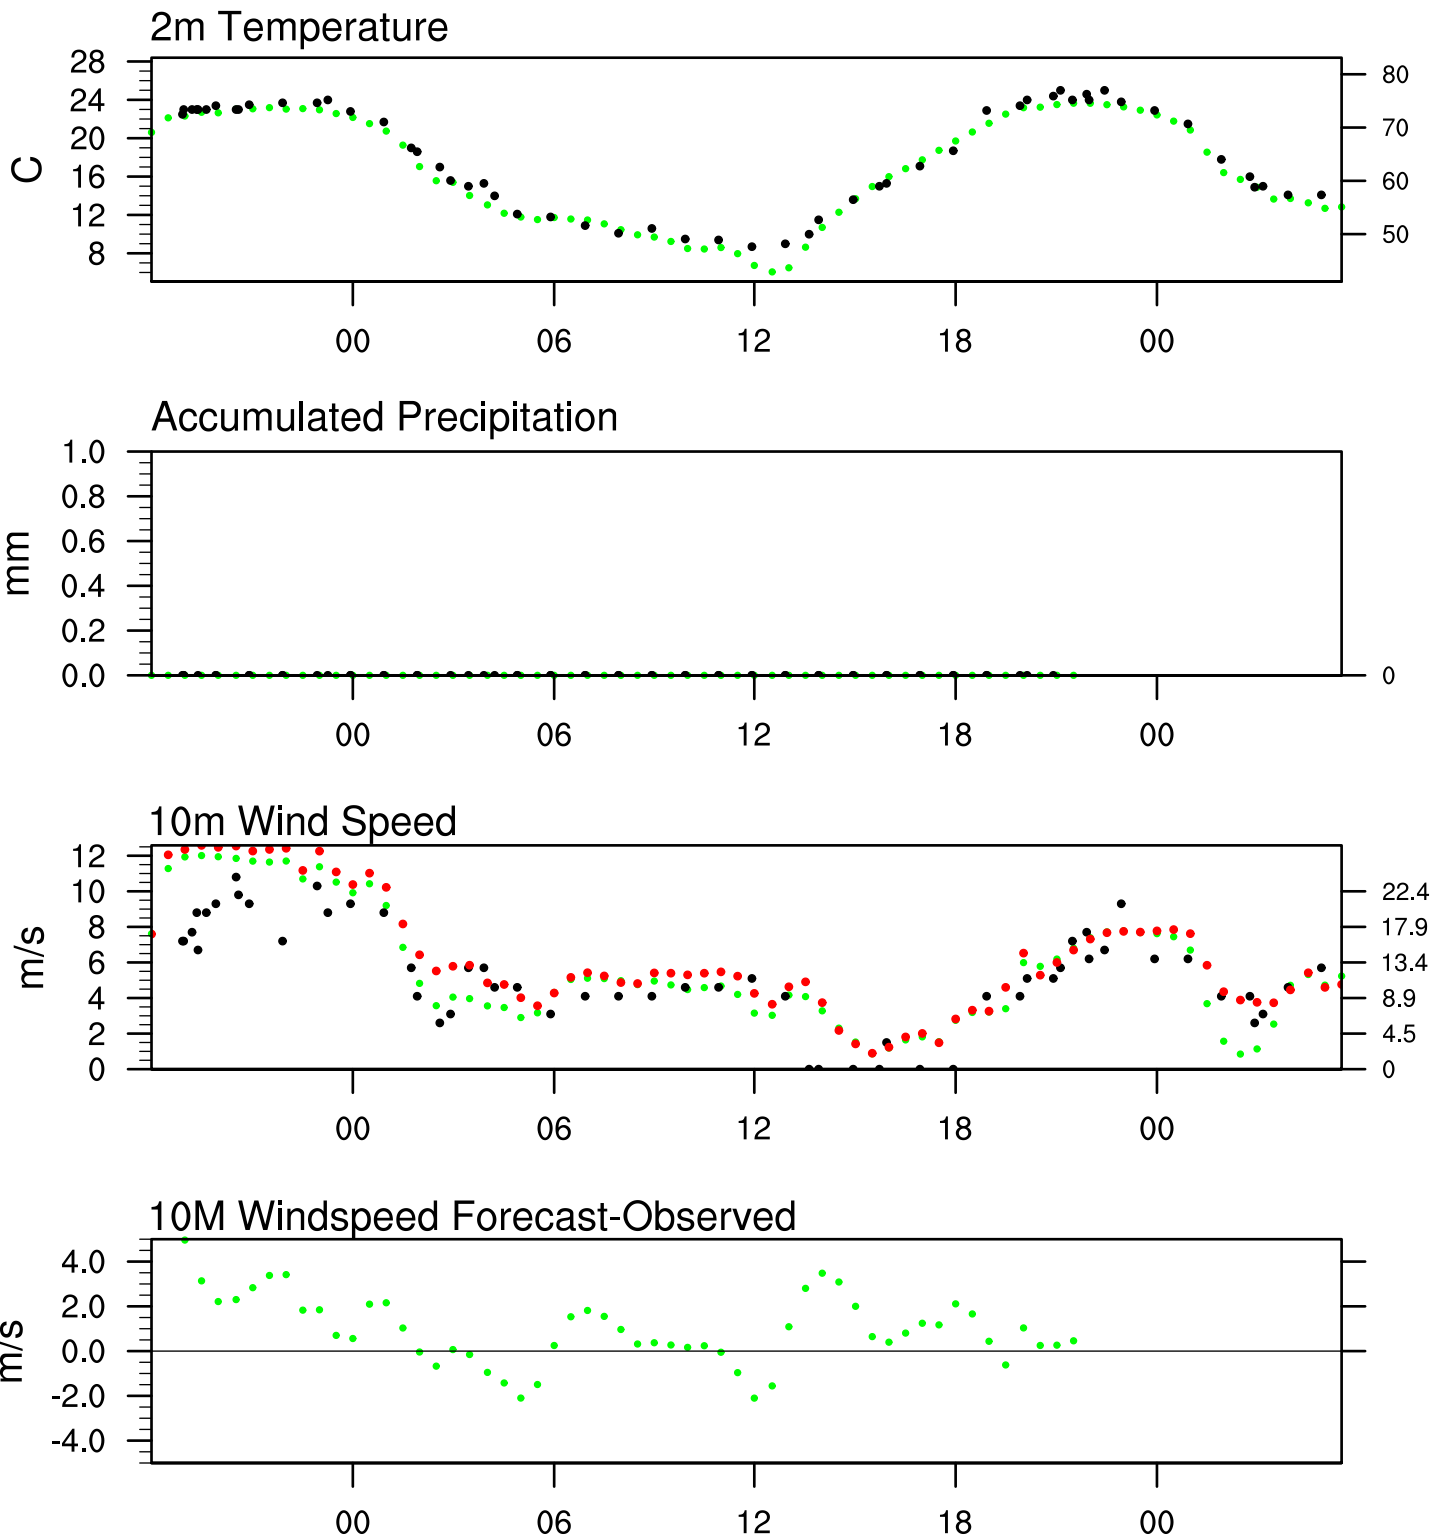 2m Temperature
28
24
20
16
12
8
C
80
70
60
50
00 06 12 18 00
Accumulated Precipitation
1.0
0.8
0.6
0.4
0.2
0.0
mm
0
00 06 12 18 00
10m Wind Speed
12
10
8
6
4
2
0
m/s
22.4
17.9
13.4
8.9
4.5
0
00 06 12 18 00
10M Windspeed Forecast-Observed
4.0
2.0
0.0
-2.0
-4.0
m/s
00 06 12 18 00